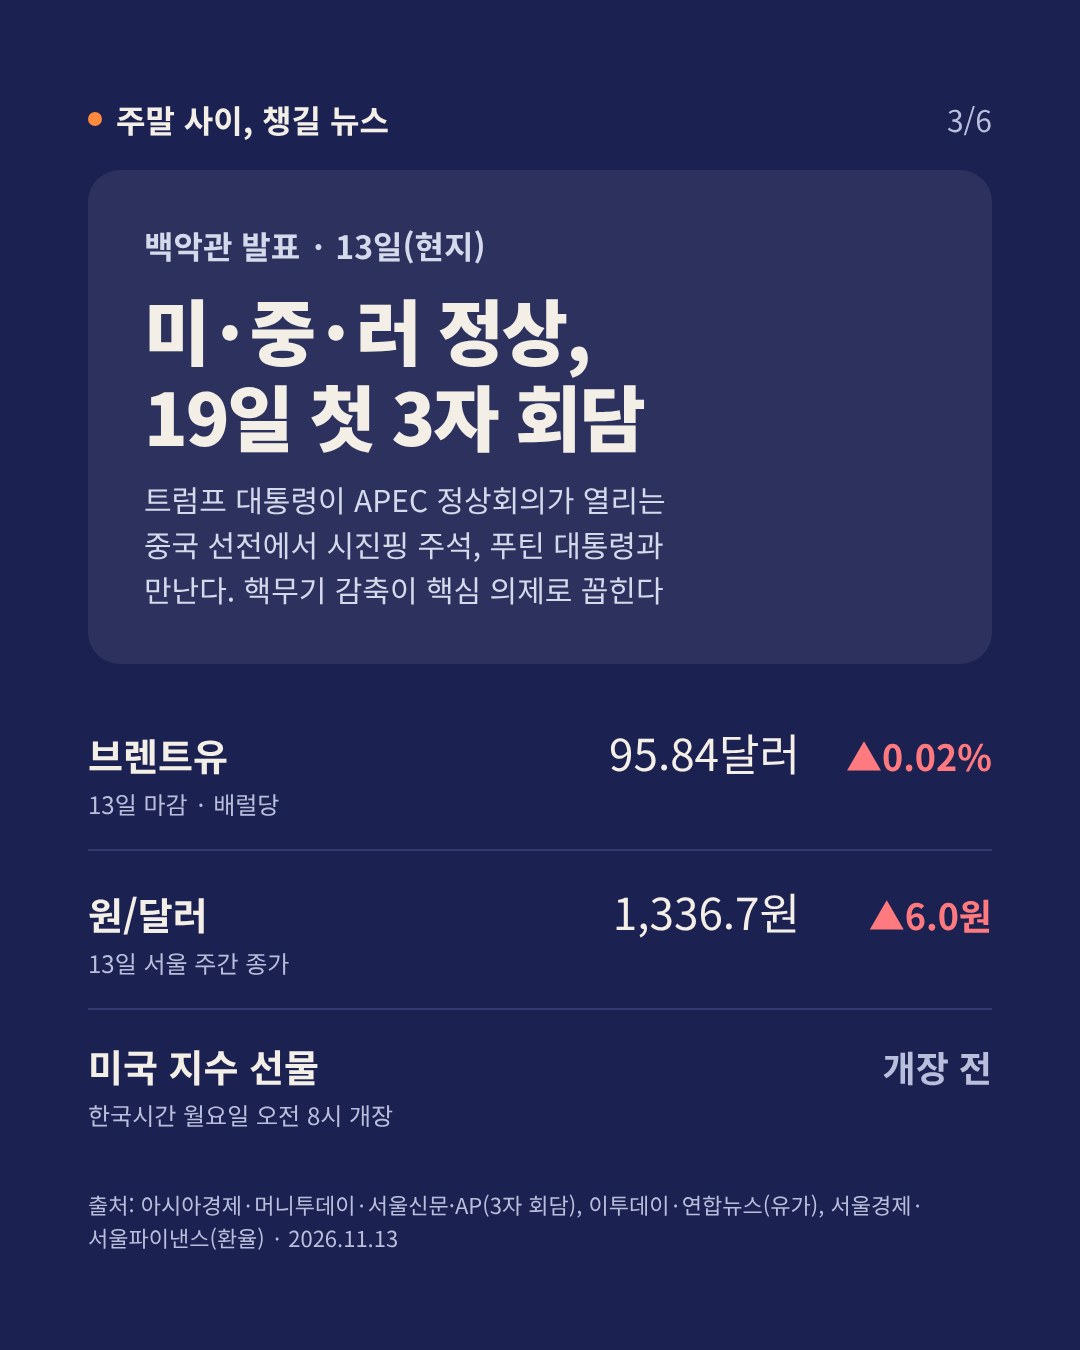 주말 사이, 챙길 뉴스
3/6
백악관 발표 · 13일(현지)
미·중·러 정상,
19일 첫 3자 회담
트럼프 대통령이 APEC 정상회의가 열리는
중국 선전에서 시진핑 주석, 푸틴 대통령과
만난다. 핵무기 감축이 핵심 의제로 꼽힌다
브렌트유 95.84달러 ▲0.02%
13일 마감 · 배럴당
원/달러 1,336.7원 ▲6.0원
13일 서울 주간 종가
미국 지수 선물 개장 전
한국시간 월요일 오전 8시 개장
출처: 아시아경제·머니투데이·서울신문·AP(3자 회담), 이투데이·연합뉴스(유가), 서울경제·
서울파이낸스(환율) · 2026.11.13